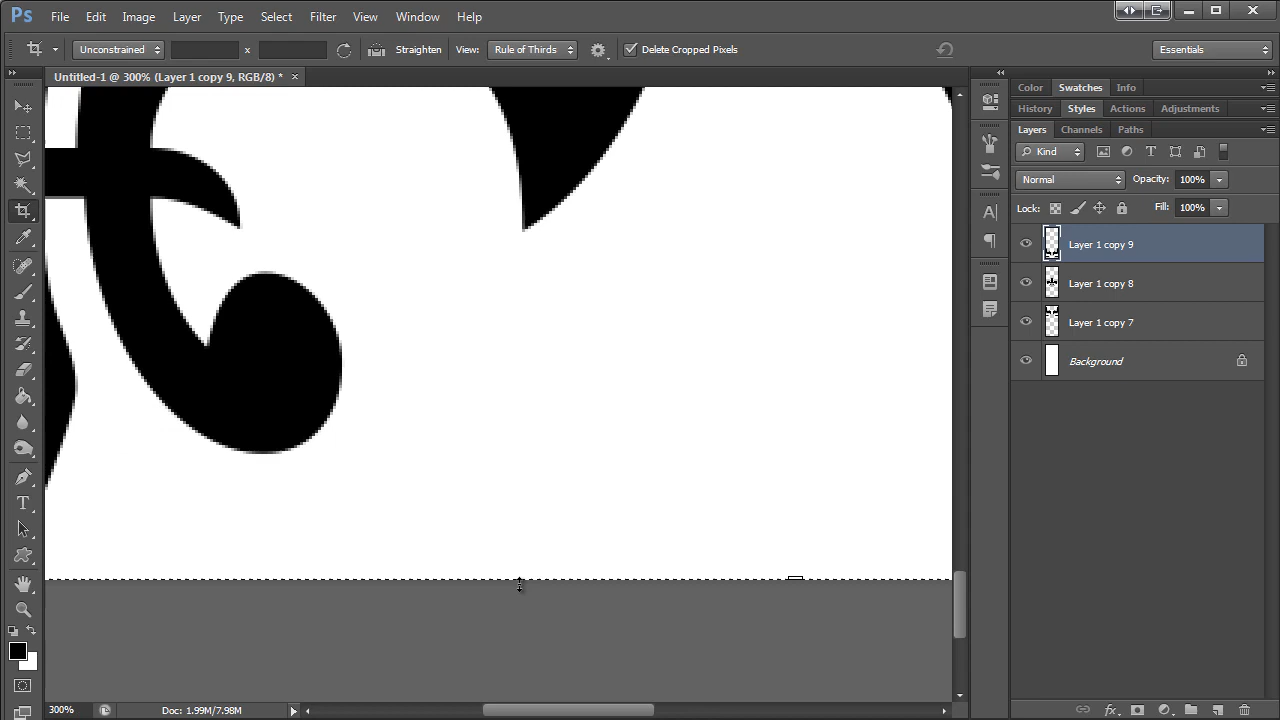 Ps File Edit Image Layer Type Select Filter View Window Help
Unconstrained x Straighten View: Rule of Thirds Delete Cropped Pixels Essentials
Untitled-1 @ 300% (Layer 1 copy 9, RGB/8) * ×
Color Swatches Info
History Styles Actions Adjustments
Layers Channels Paths
Kind
Normal Opacity: 100%
Lock: Fill: 100%
Layer 1 copy 9
Layer 1 copy 8
Layer 1 copy 7
Background
300% Doc: 1.99M/7.98M